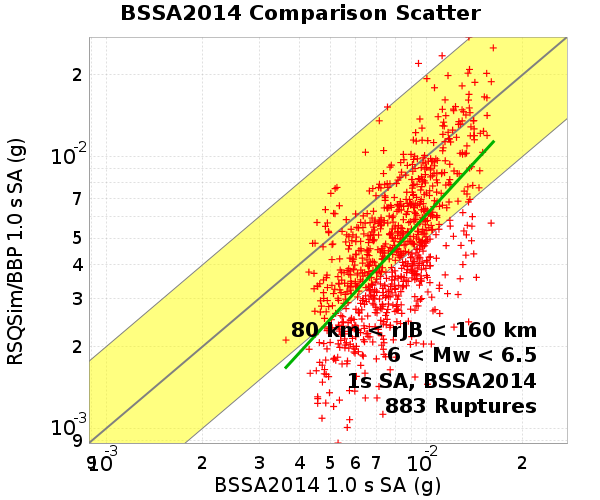 BSSA2014 Comparison Scatter
RSQSim/BBP 1.0 s SA (g)
2
10-2
7
5
4
3
2
10-3
9
80 km < rJB < 160 km
6 < Mw < 6.5
1s SA, BSSA2014
883 Ruptures
9 10-3 2 3 4 5 6 7 10-2 2
BSSA2014 1.0 s SA (g)